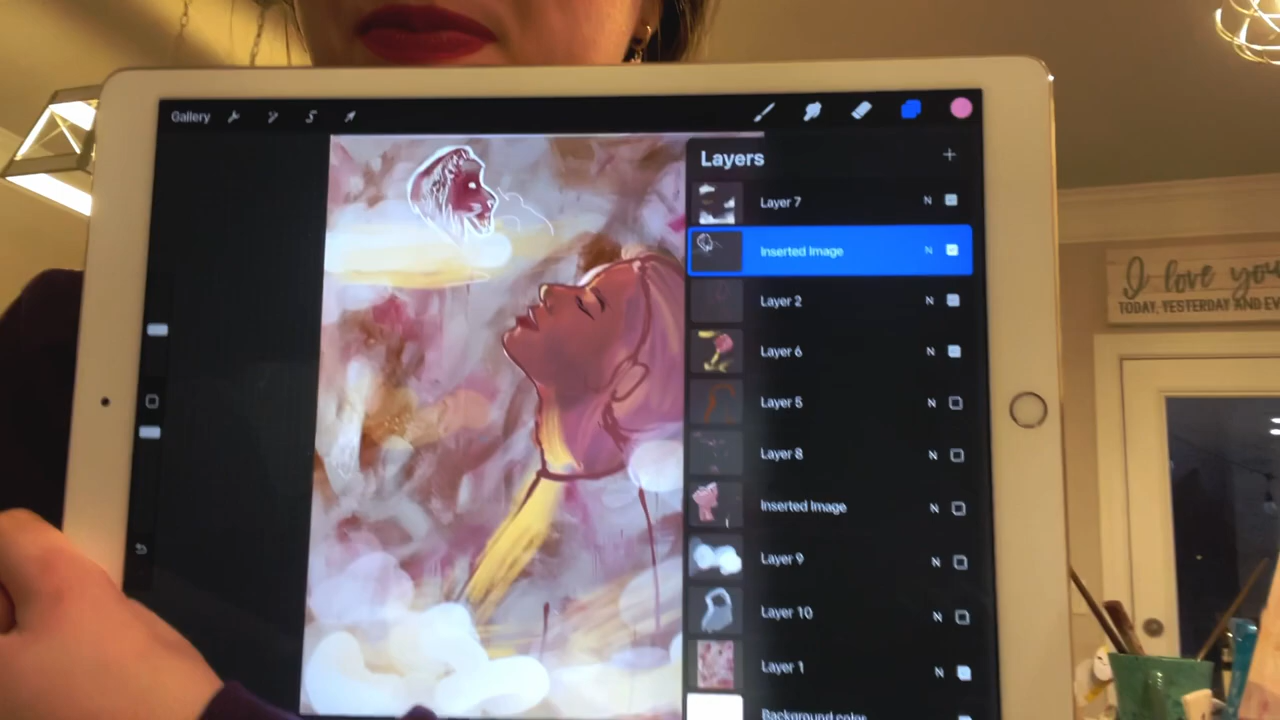 Gallery
Layers
Layer 7 N
Inserted Image N
Layer 2 N
Layer 6 N
Layer 5 N
Layer 8 N
Inserted Image N
Layer 9 N
Layer 10 N
Layer 1 N
Background color
I love you
TODAY, YESTERDAY AND